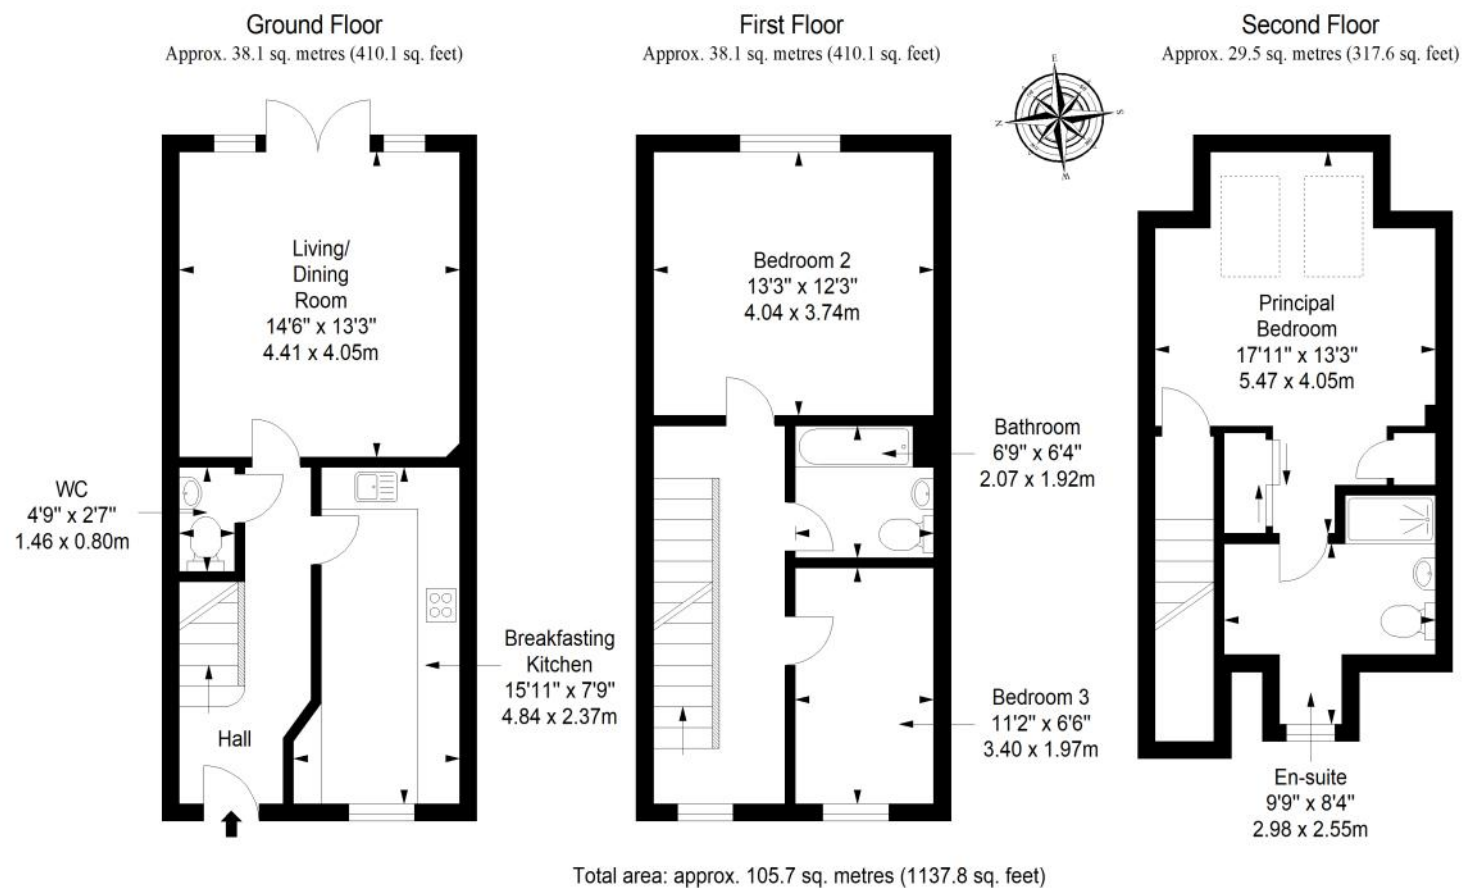 Ground Floor
Approx. 38.1 sq. metres (410.1 sq. feet)
Living/
Dining
Room
14'6" x 13'3"
4.41 x 4.05m
WC
4'9" x 2'7"
1.46 x 0.80m
Breakfasting
Kitchen
15'11" x 7'9"
4.84 x 2.37m
Hall
First Floor
Approx. 38.1 sq. metres (410.1 sq. feet)
Bedroom 2
13'3" x 12'3"
4.04 x 3.74m
Bathroom
6'9" x 6'4"
2.07 x 1.92m
Bedroom 3
11'2" x 6'6"
3.40 x 1.97m
E
N
S
W
Second Floor
Approx. 29.5 sq. metres (317.6 sq. feet)
Principal
Bedroom
17'11" x 13'3"
5.47 x 4.05m
En-suite
9'9" x 8'4"
2.98 x 2.55m
Total area: approx. 105.7 sq. metres (1137.8 sq. feet)